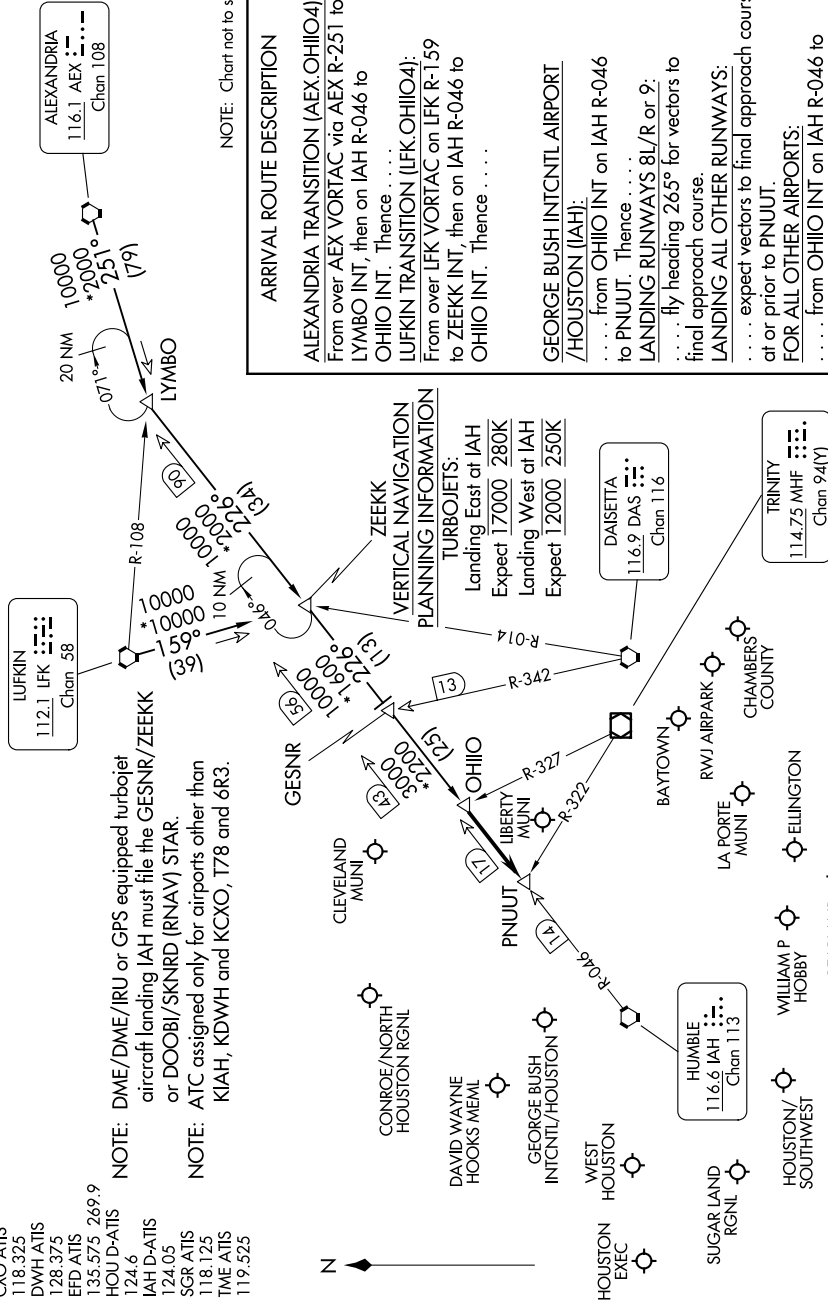 CXO ATIS
118.325
DWH ATIS
128.375
EFD ATIS
135.575 269.9
HOU D-ATIS
124.6
IAH D-ATIS
124.05
SGR ATIS
118.125
TME ATIS
119.525
NOTE: DME/DME/IRU or GPS equipped turbojet
aircraft landing IAH must file the GESNR/ZEEKK
or DOOBI/SKNRD (RNAV) STAR.
NOTE: ATC assigned only for airports other than
KIAH, KDWH and KCXO, T78 and 6R3.
LUFKIN
112.1 LFK
Chan 58
ALEXANDRIA
116.1 AEX
Chan 108
NOTE: Chart not to s
10000
*2000
251°
(79)
20 NM
071°
LYMBO
R-108
90
10000
*2000
226°
(34)
10000
*10000
159°
(39)
10 NM
046°
ZEEKK
56
10000
*1600
226°
(13)
GESNR
43
3000
*2200
(25)
OHIIO
17
PNUUT
14
R-046
13
R-342
R-014
R-327
R-322
VERTICAL NAVIGATION
PLANNING INFORMATION
TURBOJETS:
Landing East at IAH
Expect 17000 280K
Landing West at IAH
Expect 12000 250K
DAISETTA
116.9 DAS
Chan 116
TRINITY
114.75 MHF
Chan 94(Y)
HUMBLE
116.6 IAH
Chan 113
CLEVELAND
MUNI
LIBERTY
MUNI
CONROE/NORTH
HOUSTON RGNL
DAVID WAYNE
HOOKS MEML
GEORGE BUSH
INTCNTL/HOUSTON
WEST
HOUSTON
HOUSTON
EXEC
SUGAR LAND
RGNL
HOUSTON/
SOUTHWEST
WILLIAM P
HOBBY
ELLINGTON
LA PORTE
MUNI
BAYTOWN
RWJ AIRPARK
CHAMBERS
COUNTY
N
ARRIVAL ROUTE DESCRIPTION
ALEXANDRIA TRANSITION (AEX.OHIIO4)
From over AEX VORTAC via AEX R-251 to
LYMBO INT, then on IAH R-046 to
OHIIO INT. Thence . . . .
LUFKIN TRANSITION (LFK.OHIIO4):
From over LFK VORTAC on LFK R-159
to ZEEKK INT, then on IAH R-046 to
OHIIO INT. Thence . . . .
GEORGE BUSH INTCNTL AIRPORT
/HOUSTON (IAH):
. . . . from OHIIO INT on IAH R-046
to PNUUT. Thence . . . .
LANDING RUNWAYS 8L/R or 9:
. . . . fly heading 265° for vectors to
final approach course.
LANDING ALL OTHER RUNWAYS:
. . . . expect vectors to final approach cours
at or prior to PNUUT.
FOR ALL OTHER AIRPORTS:
. . . . from OHIIO INT on IAH R-046 to